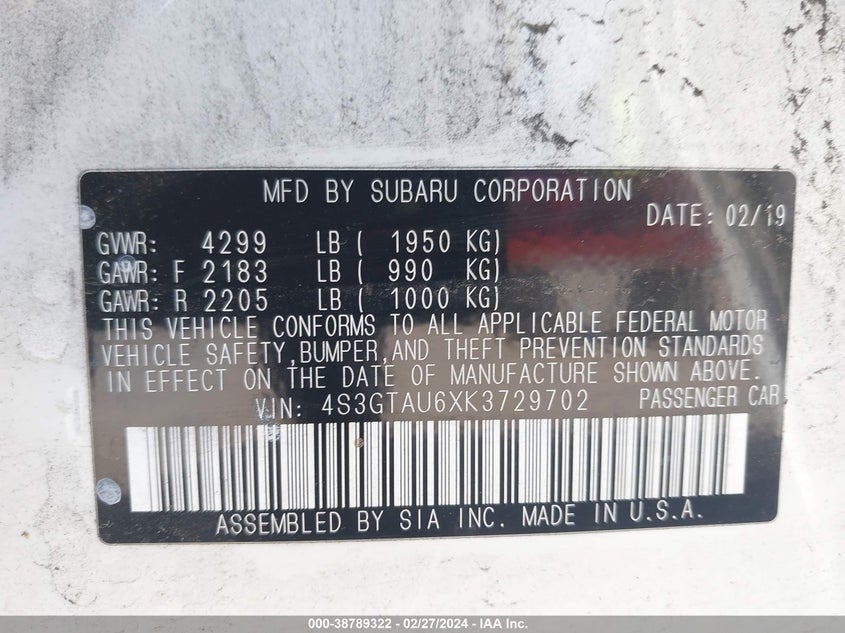 MFD BY SUBARU CORPORATION
DATE: 02/19
GVWR: 4299 LB ( 1950 KG)
GAWR: F 2183 LB ( 990 KG)
GAWR: R 2205 LB ( 1000 KG)
THIS VEHICLE CONFORMS TO ALL APPLICABLE FEDERAL MOTOR
VEHICLE SAFETY,BUMPER,AND THEFT PREVENTION STANDARDS
IN EFFECT ON THE DATE OF MANUFACTURE SHOWN ABOVE.
VIN: 4S3GTAU6XK3729702 PASSENGER CAR
ASSEMBLED BY SIA INC. MADE IN U.S.A.
000-38789322 - 02/27/2024 - IAA Inc.